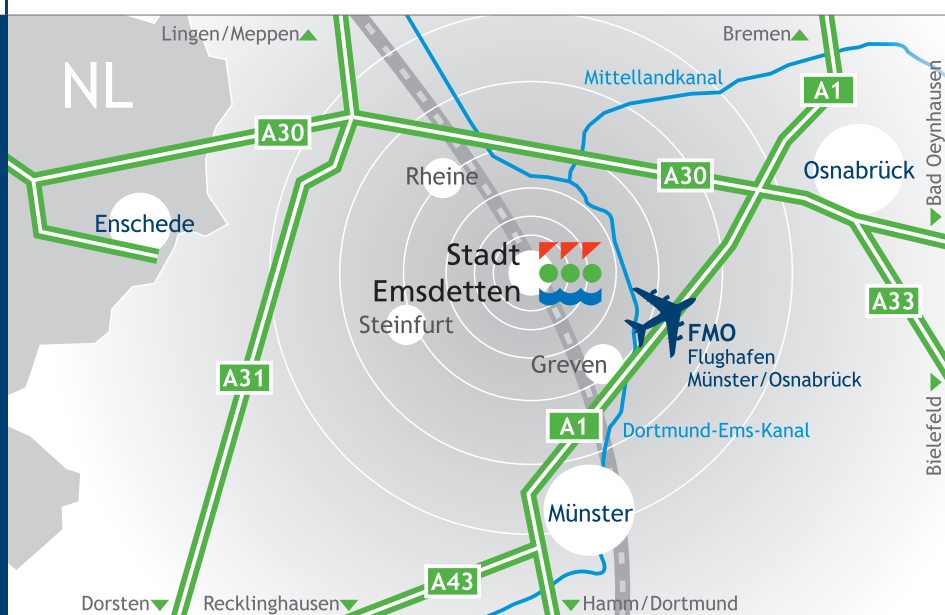 Lingen/Meppen
Bremen
NL
Mittellandkanal
A1
Bad Oeynhausen
A30
Rheine
A30
Osnabrück
Enschede
Stadt
Emsdetten
A33
Steinfurt
FMO
Flughafen
Münster/Osnabrück
Greven
A31
A1
Dortmund-Ems-Kanal
Bielefeld
Münster
A43
Dorsten
Recklinghausen
Hamm/Dortmund